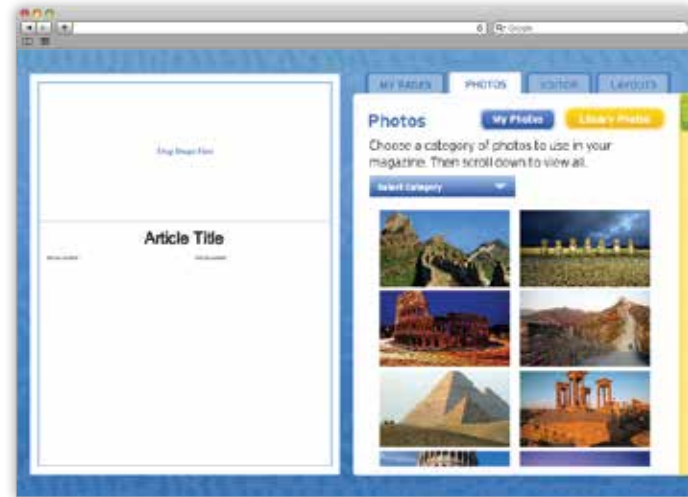 Google
MY PAGES
PHOTOS
EDITOR
LAYOUTS
Drag Image Here
Article Title
Photos
My Photos
Library Photos
Choose a category of photos to use in your
magazine. Then scroll down to view all.
Select Category